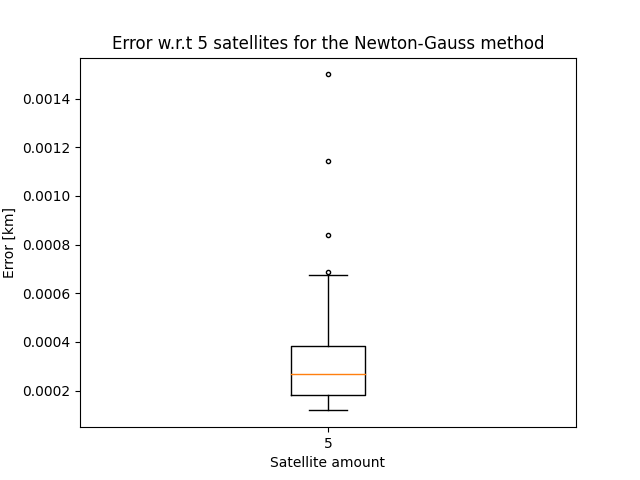 Error w.r.t 5 satellites for the Newton-Gauss method
0.0014
0.0012
0.0010
0.0008
0.0006
0.0004
0.0002
Error [km]
5
Satellite amount